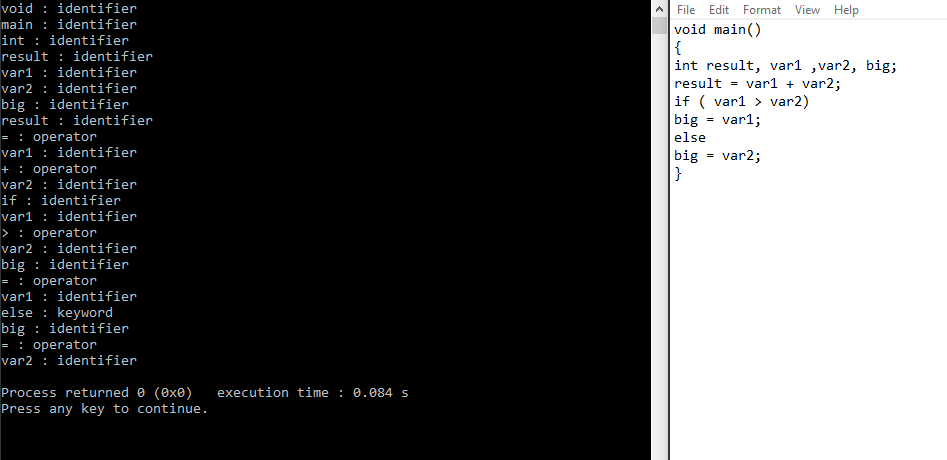 void : identifier
main : identifier
int : identifier
result : identifier
var1 : identifier
var2 : identifier
big : identifier
result : identifier
= : operator
var1 : identifier
+ : operator
var2 : identifier
if : identifier
var1 : identifier
> : operator
var2 : identifier
big : identifier
= : operator
var1 : identifier
else : keyword
big : identifier
= : operator
var2 : identifier
Process returned 0 (0x0)   execution time : 0.084 s
Press any key to continue.
File Edit Format View Help
void main()
{
int result, var1 ,var2, big;
result = var1 + var2;
if ( var1 > var2)
big = var1;
else
big = var2;
}